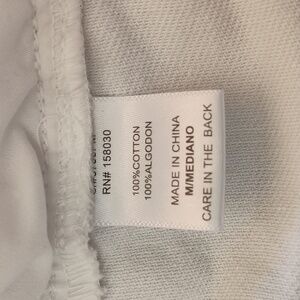 RN# 158030
100%COTTON
100%ALGODON
MADE IN CHINA
M/MEDIANO
CARE IN THE BACK